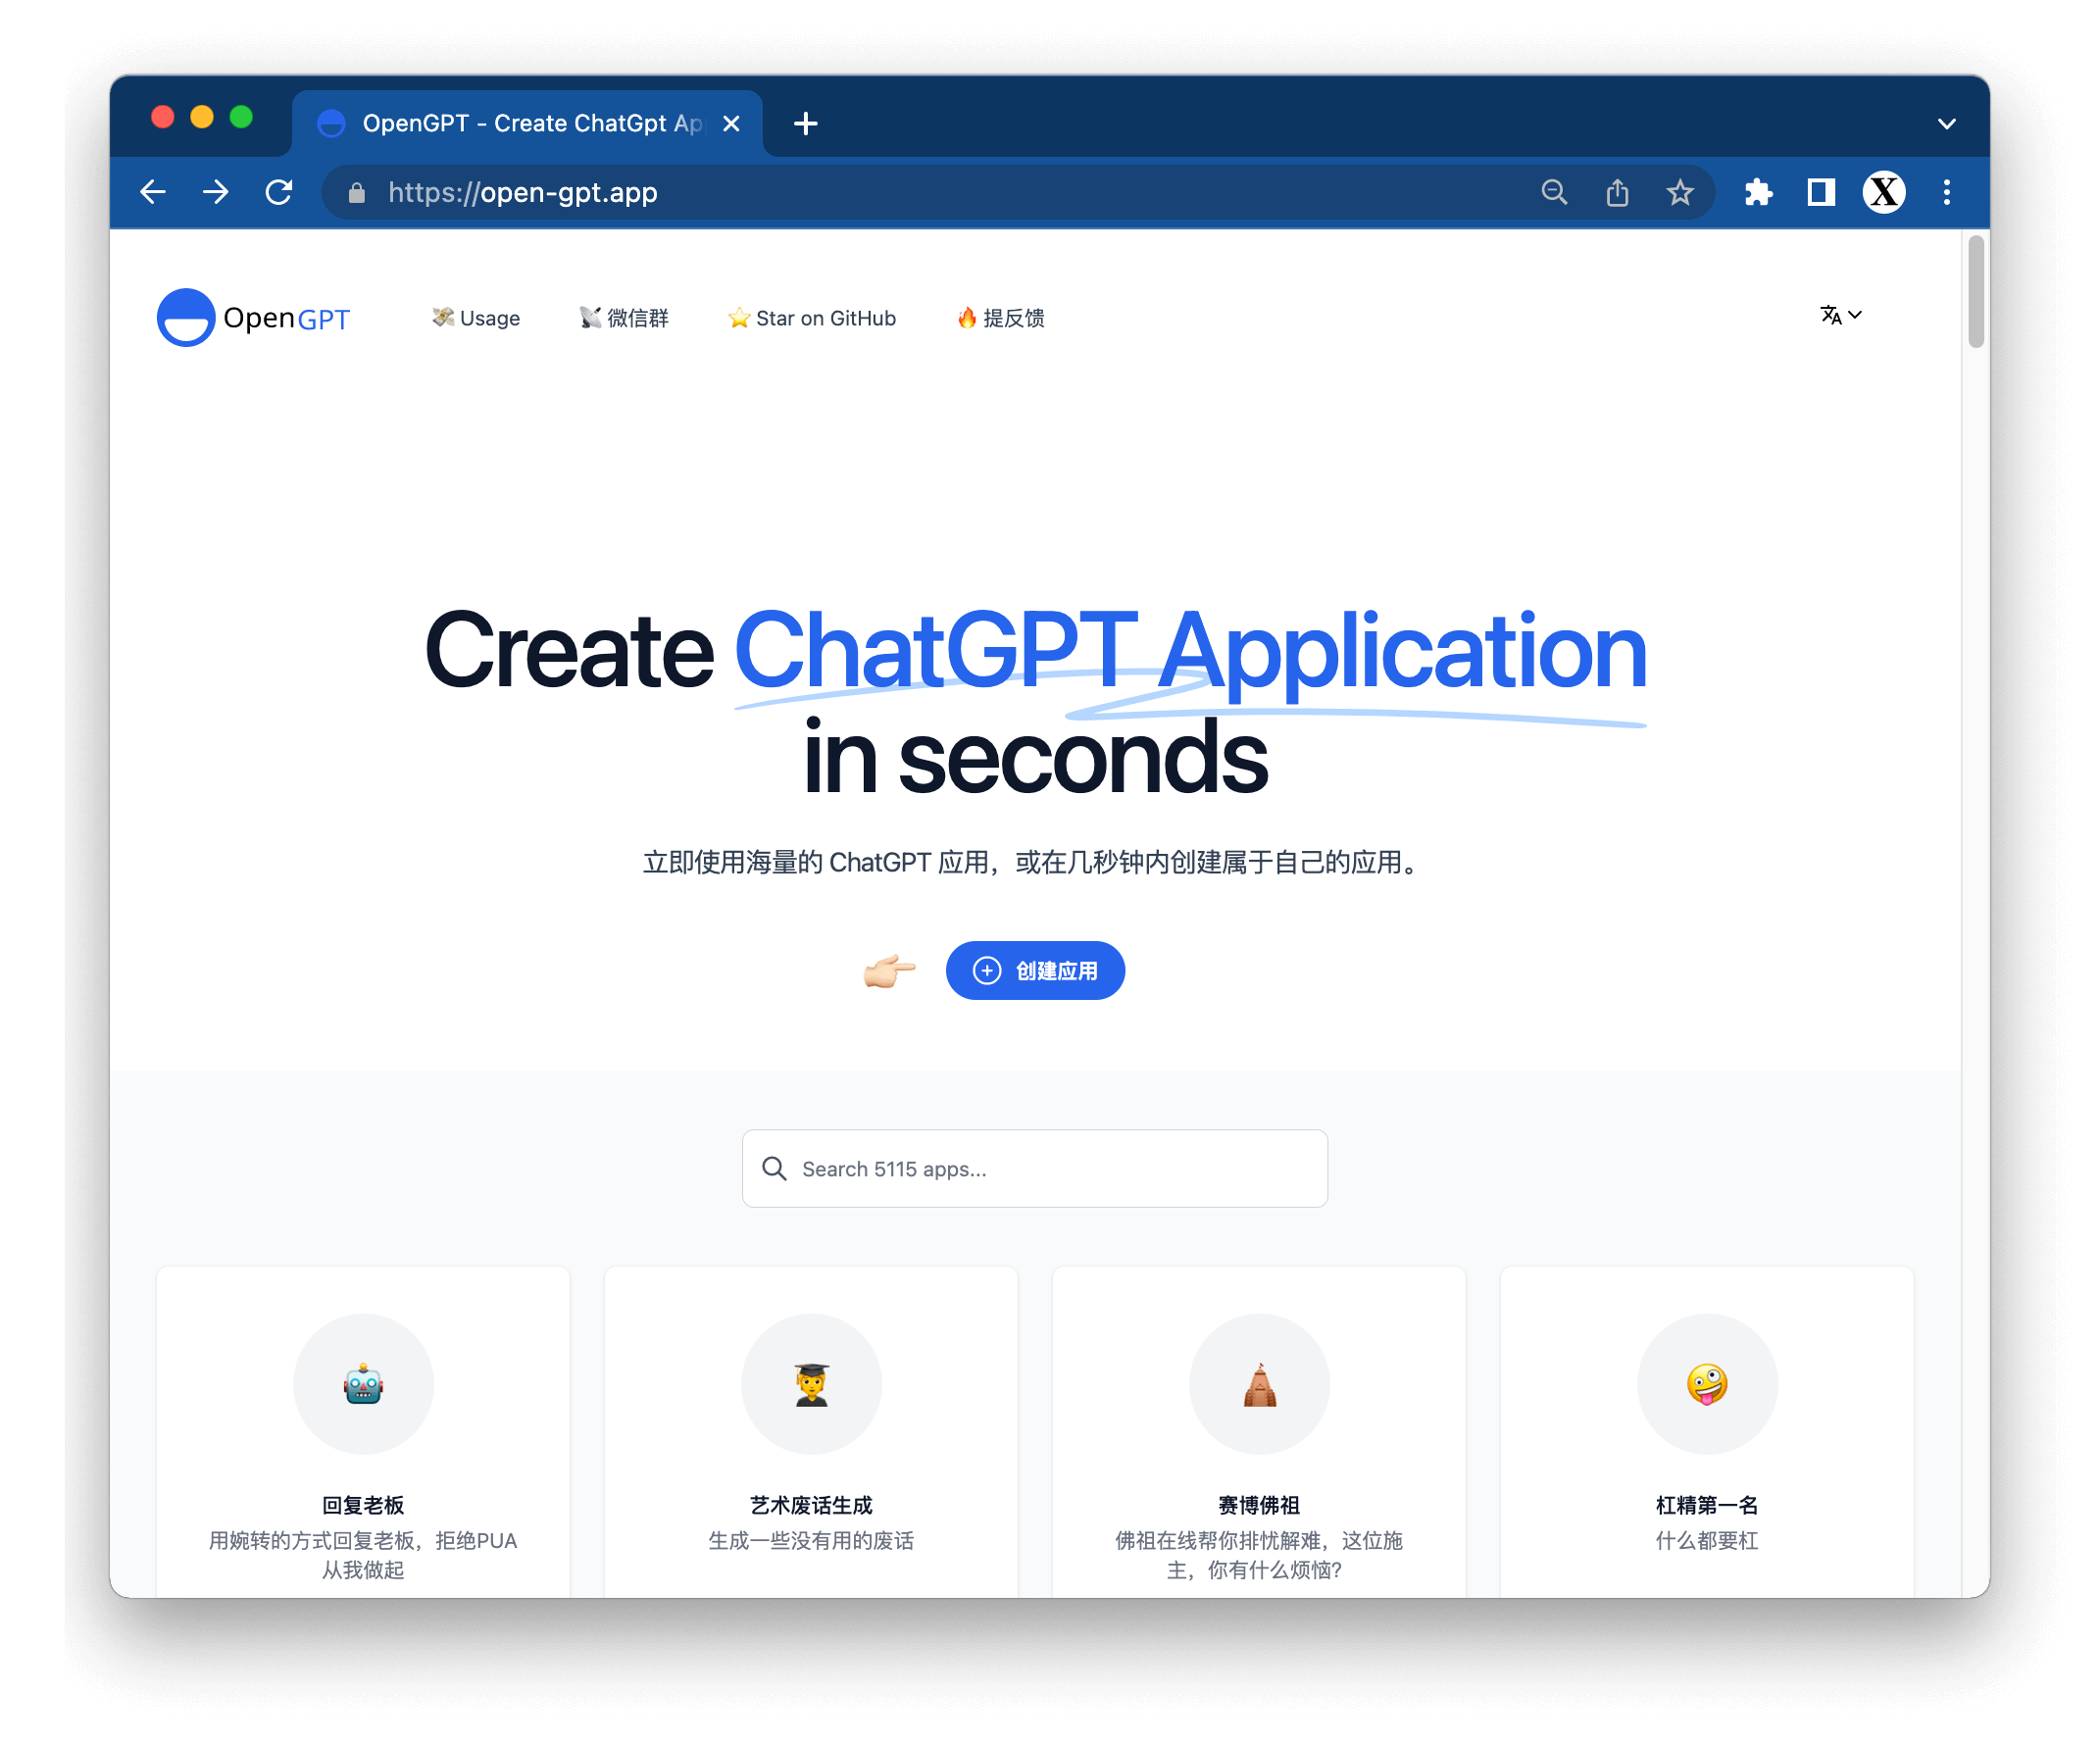 OpenGPT - Create ChatGpt Ap
https://open-gpt.app
X
OpenGPT
Usage
微信群
Star on GitHub
提反馈
Create ChatGPT Application
in seconds
立即使用海量的 ChatGPT 应用，或在几秒钟内创建属于自己的应用。
创建应用
Search 5115 apps...
回复老板
用婉转的方式回复老板，拒绝PUA
从我做起
艺术废话生成
生成一些没有用的废话
赛博佛祖
佛祖在线帮你排忧解难，这位施
主，你有什么烦恼?
杠精第一名
什么都要杠